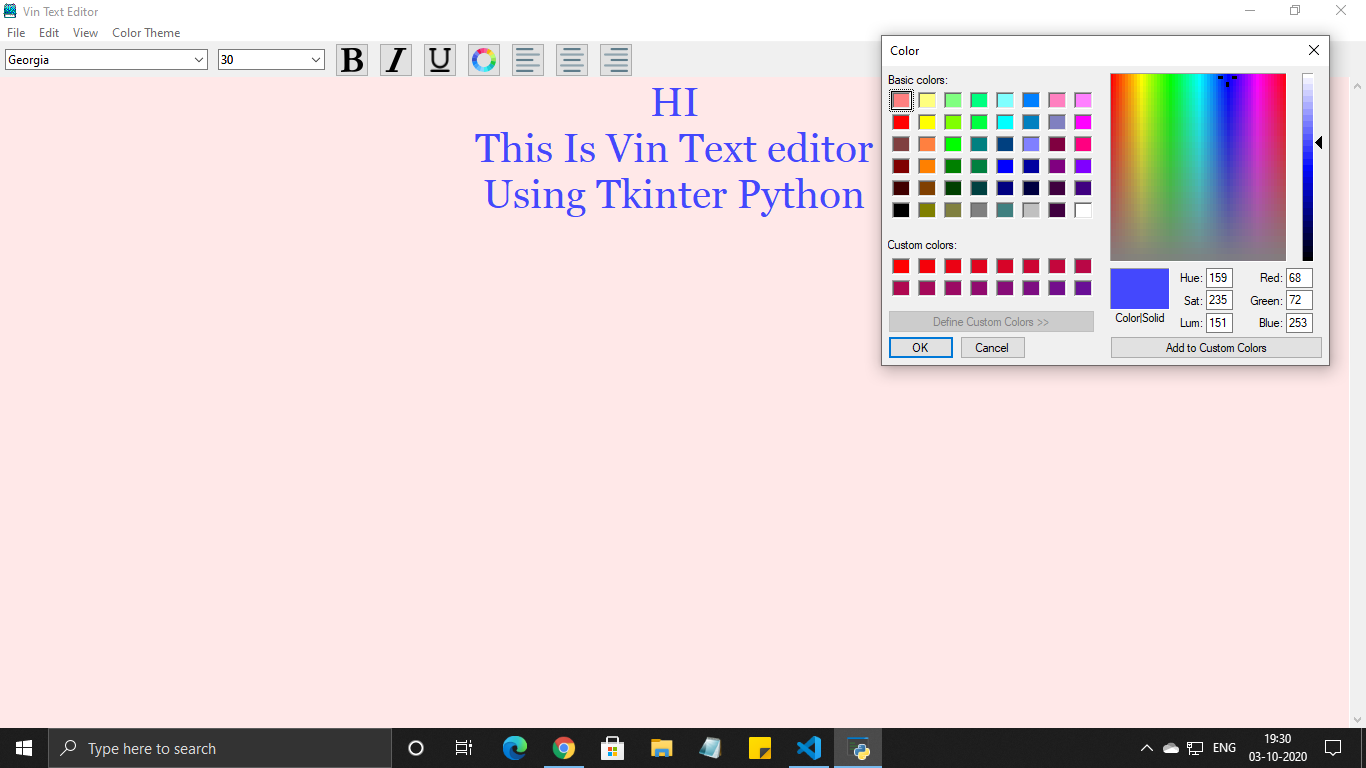 Vin Text Editor
File Edit View Color Theme
Georgia 30 B I U
HI
This Is Vin Text editor
Using Tkinter Python
Color
Basic colors:
Custom colors:
Define Custom Colors >>
OK Cancel
Color|Solid
Hue: 159 Red: 68
Sat: 235 Green: 72
Lum: 151 Blue: 253
Add to Custom Colors
Type here to search
ENG 19:30
03-10-2020